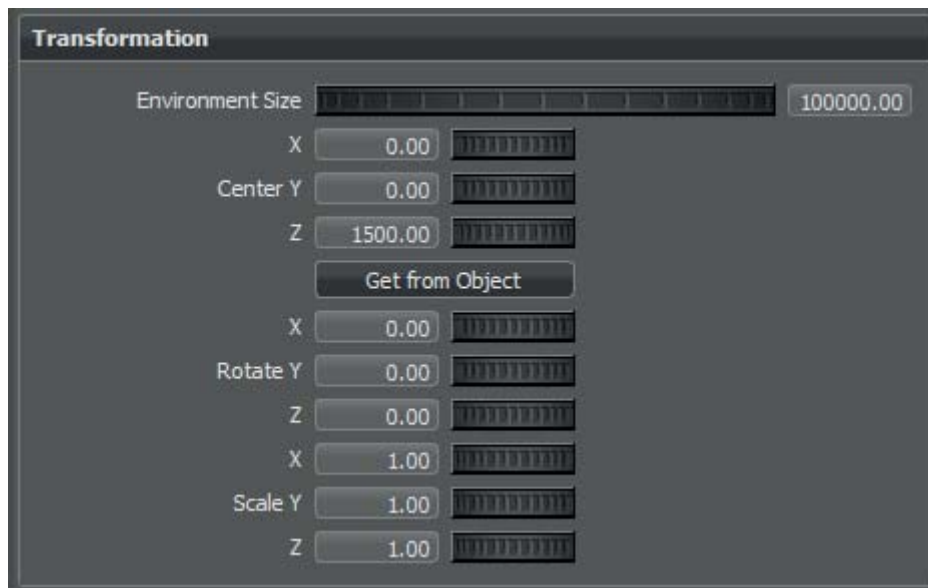 Transformation
Environment Size 100000.00
X 0.00
Center Y 0.00
Z 1500.00
Get from Object
X 0.00
Rotate Y 0.00
Z 0.00
X 1.00
Scale Y 1.00
Z 1.00